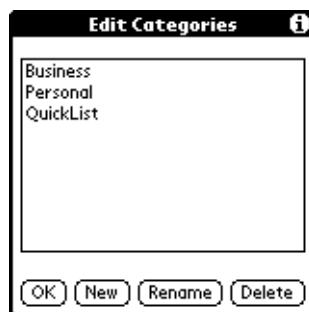 Edit Categories i
Business
Personal
QuickList
OK New Rename Delete